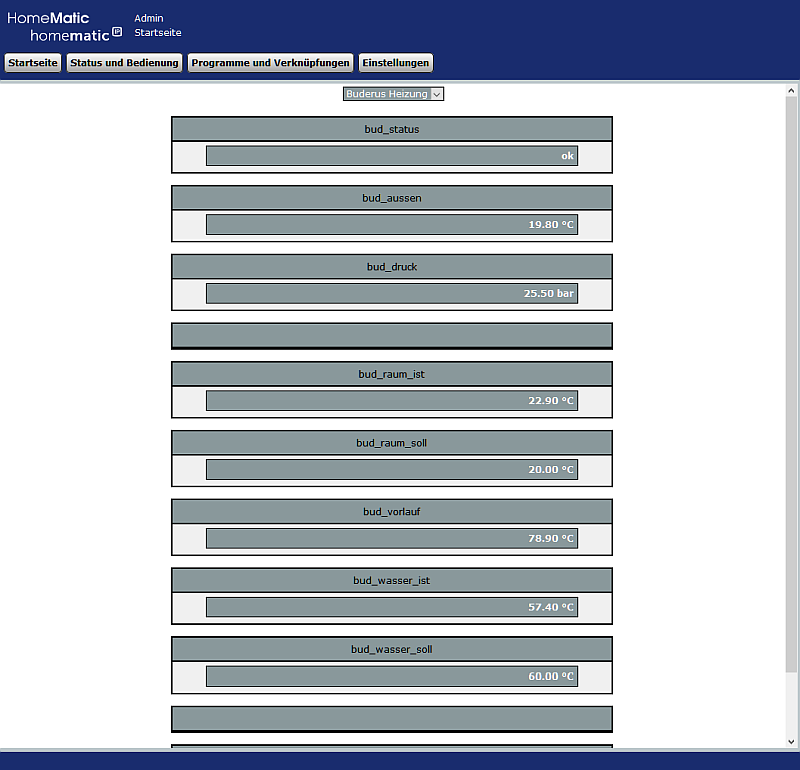 HomeMatic
homematic IP
Admin
Startseite
Startseite Status und Bedienung Programme und Verknüpfungen Einstellungen
Buderus Heizung
bud_status
ok
bud_aussen
19.80 °C
bud_druck
25.50 bar
bud_raum_ist
22.90 °C
bud_raum_soll
20.00 °C
bud_vorlauf
78.90 °C
bud_wasser_ist
57.40 °C
bud_wasser_soll
60.00 °C